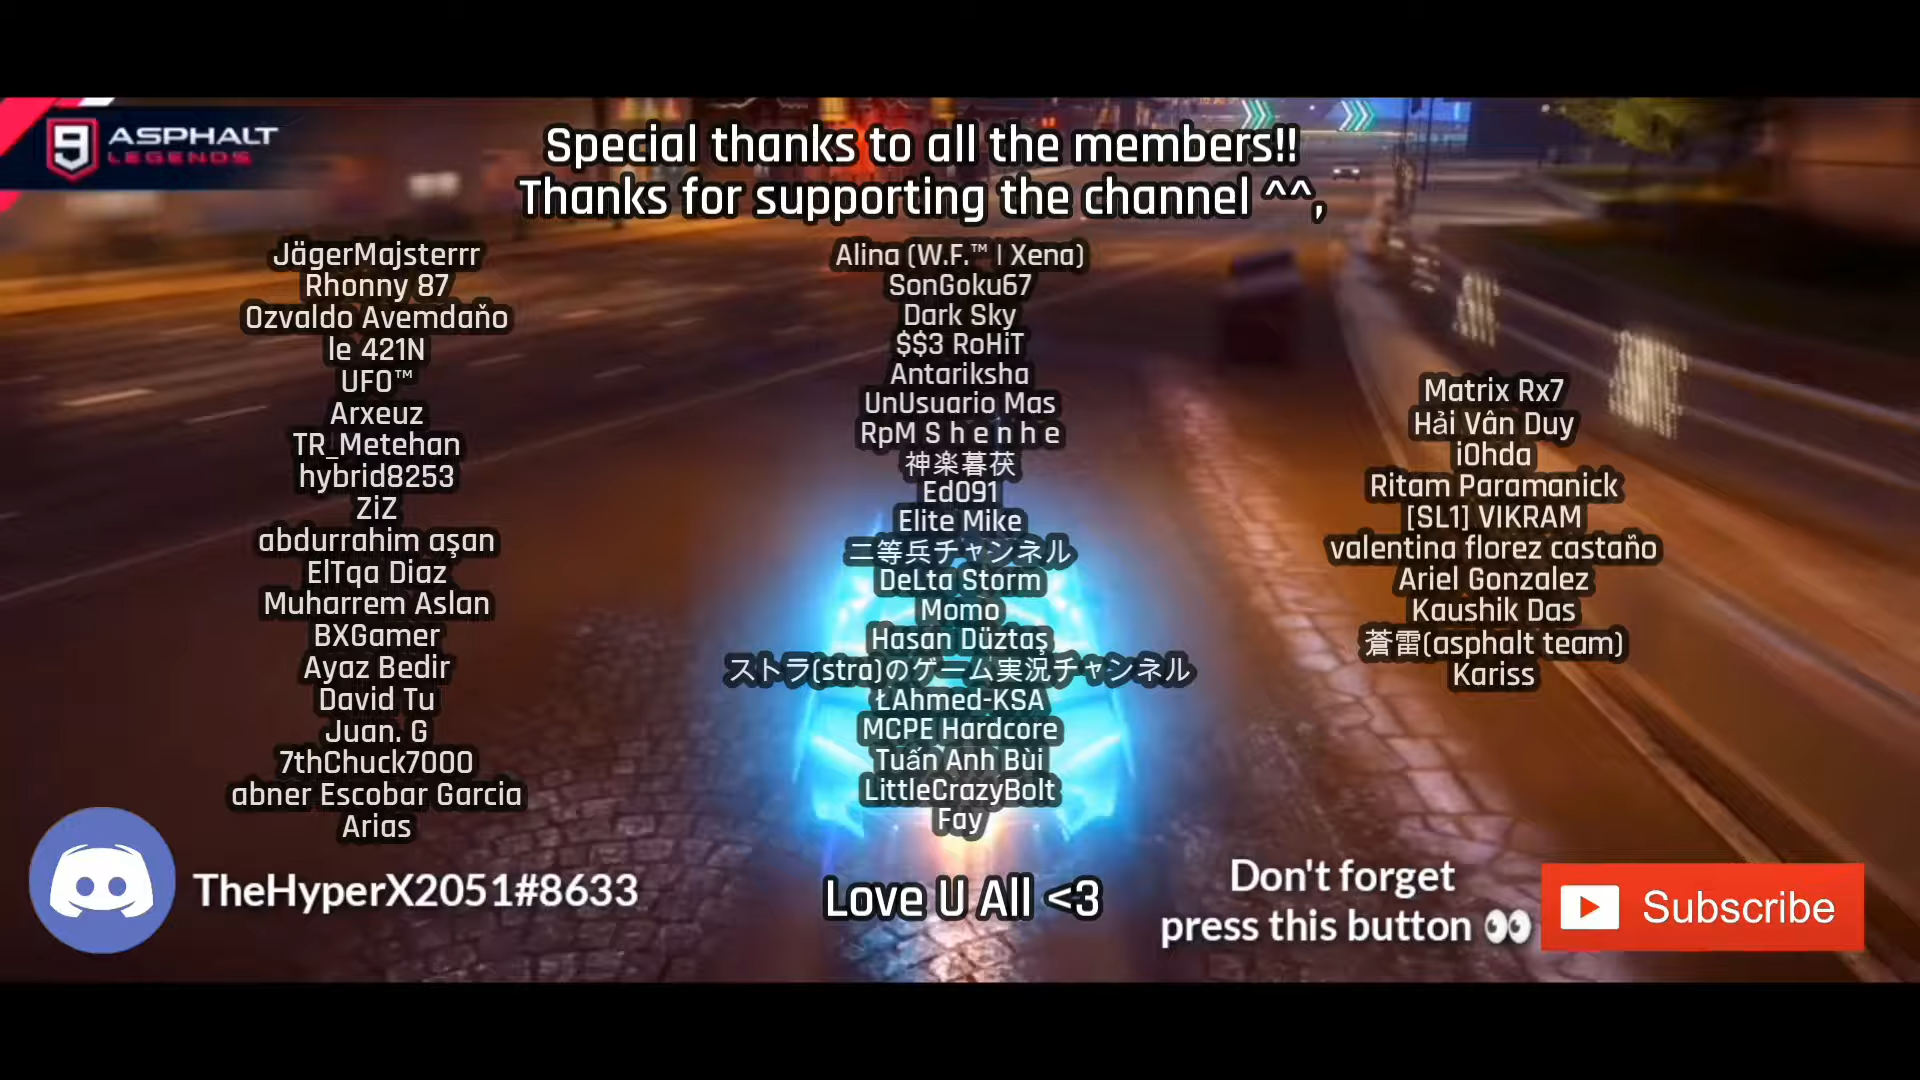 9 ASPHALT
LEGENDS
Special thanks to all the members!!
Thanks for supporting the channel ^^,
JägerMajsterrr
Rhonny 87
Ozvaldo Avemdaňo
le 421N
UFO™
Arxeuz
TR_Metehan
hybrid8253
ZiZ
abdurrahim aşan
ElTqa Diaz
Muharrem Aslan
BXGamer
Ayaz Bedir
David Tu
Juan. G
7thChuck7000
abner Escobar Garcia
Arias
Alina (W.F.™ | Xena)
SonGoku67
Dark Sky
$$3 RoHiT
Antariksha
UnUsuario Mas
RpM S h e n h e
神楽暮茯
Ed091
Elite Mike
二等兵チャンネル
DeLta Storm
Momo
Hasan Düztaş
ストラ(stra)のゲーム実況チャンネル
ŁAhmed-KSA
MCPE Hardcore
Tuấn Anh Bùi
LittleCrazyBolt
Fay
Matrix Rx7
Hải Vân Duy
iOhda
Ritam Paramanick
[SL1] VIKRAM
valentina florez castaño
Ariel Gonzalez
Kaushik Das
蒼雷(asphalt team)
Kariss
TheHyperX2051#8633
Love U All <3
Don't forget
press this button 👀
Subscribe